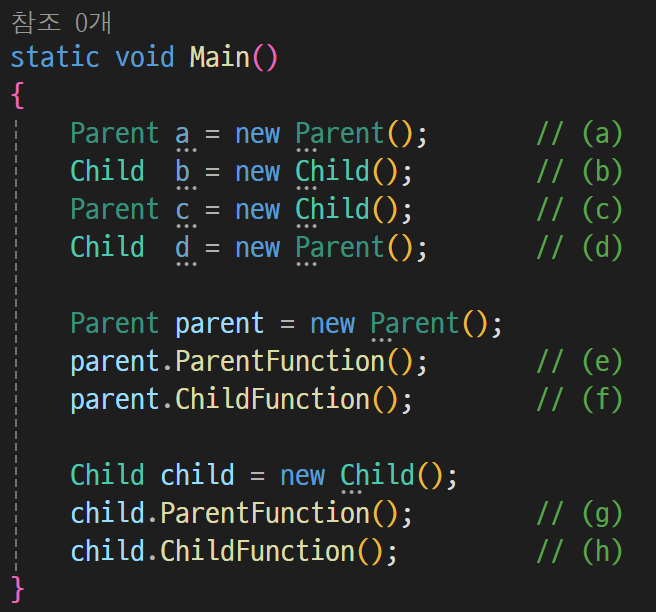 참조 0개
static void Main()
{
    Parent a = new Parent();       // (a)
    Child  b = new Child();        // (b)
    Parent c = new Child();        // (c)
    Child  d = new Parent();       // (d)

    Parent parent = new Parent();
    parent.ParentFunction();       // (e)
    parent.ChildFunction();        // (f)

    Child child = new Child();
    child.ParentFunction();        // (g)
    child.ChildFunction();         // (h)
}